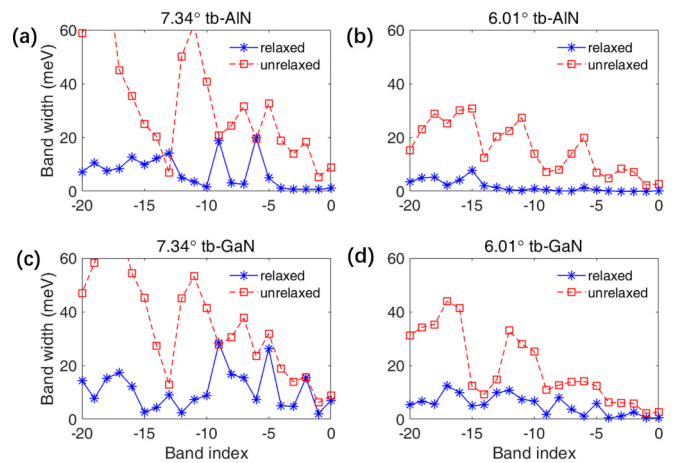 (a)
7.34° tb-AlN
Band width (meV)
60
40
20
0
-20 -15 -10 -5 0
relaxed
unrelaxed
(b)
6.01° tb-AlN
60
40
20
0
-20 -15 -10 -5 0
relaxed
unrelaxed
(c)
7.34° tb-GaN
Band width (meV)
60
40
20
0
-20 -15 -10 -5 0
Band index
relaxed
unrelaxed
(d)
6.01° tb-GaN
60
40
20
0
-20 -15 -10 -5 0
Band index
relaxed
unrelaxed